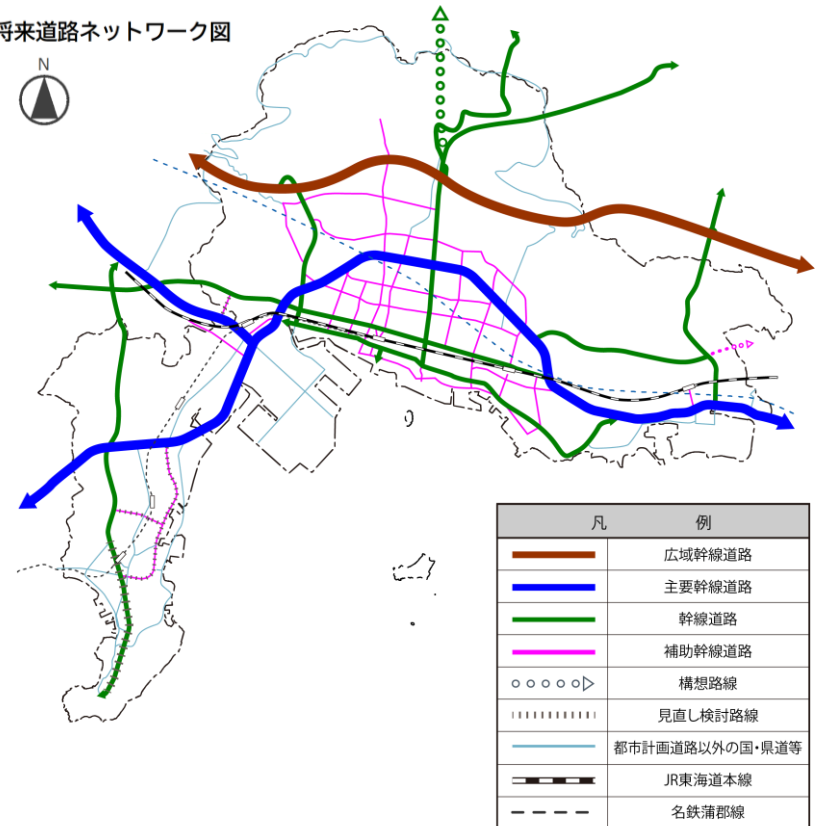 将来道路ネットワーク図
N
凡 例
広域幹線道路
主要幹線道路
幹線道路
補助幹線道路
構想路線
見直し検討路線
都市計画道路以外の国・県道等
JR東海道本線
名鉄蒲郡線